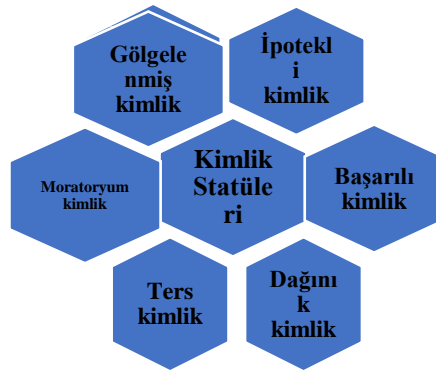 Gölgele
nmiş
kimlik
İpotekl
i
kimlik
Moratoryum
kimlik
Kimlik
Statüle
ri
Başarılı
kimlik
Ters
kimlik
Dağını
k
kimlik